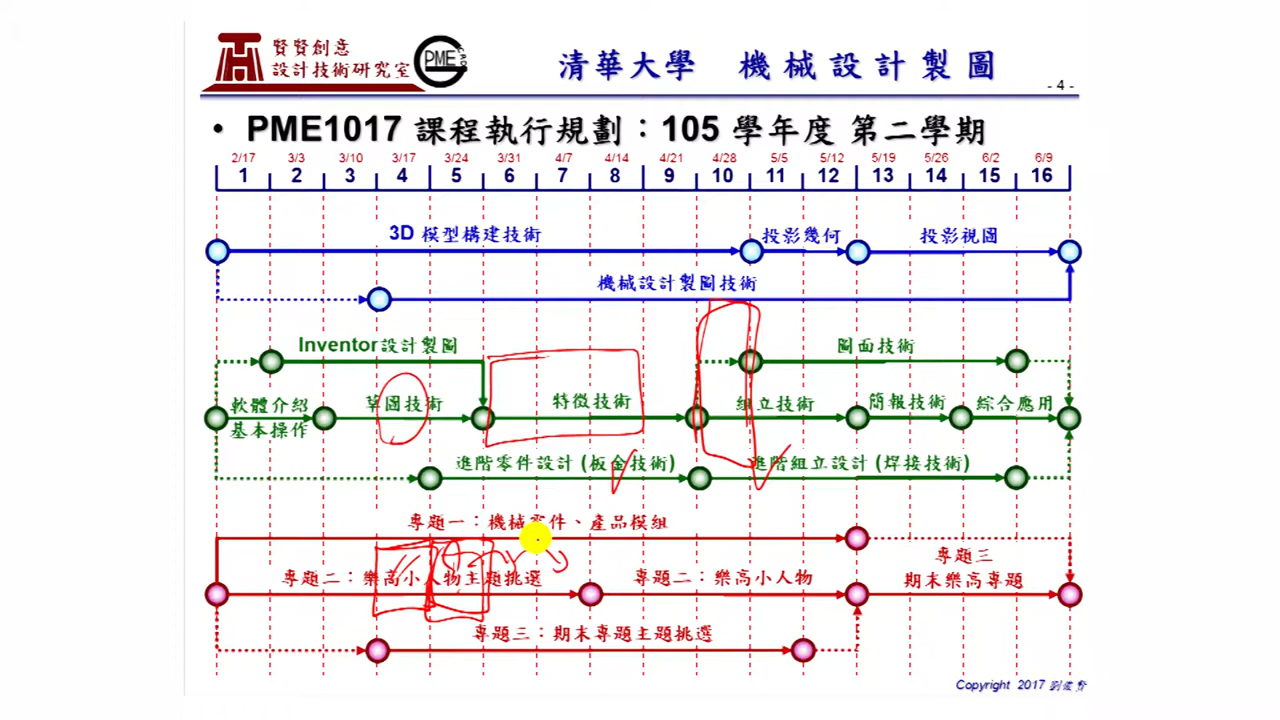 賢賢創意
設計技術研究室
PME
CAD
清華大學 機械設計製圖
- 4 -
• PME1017 課程執行規劃：105 學年度 第二學期
2/17 3/3 3/10 3/17 3/24 3/31 4/7 4/14 4/21 4/28 5/5 5/12 5/19 5/26 6/2 6/9
1 2 3 4 5 6 7 8 9 10 11 12 13 14 15 16
3D 模型構建技術 投影幾何 投影視圖
機械設計製圖技術
Inventor設計製圖 圖面技術
軟體介紹 草圖技術 特徵技術 組立技術 簡報技術 綜合應用
基本操作
進階零件設計 (板金技術) 進階組立設計 (焊接技術)
專題一：機械零件、產品模組
專題三
專題二：樂高小人物主題挑選 專題二：樂高小人物 期末樂高專題
專題三：期末專題主題挑選
Copyright 2017 劉俊賢